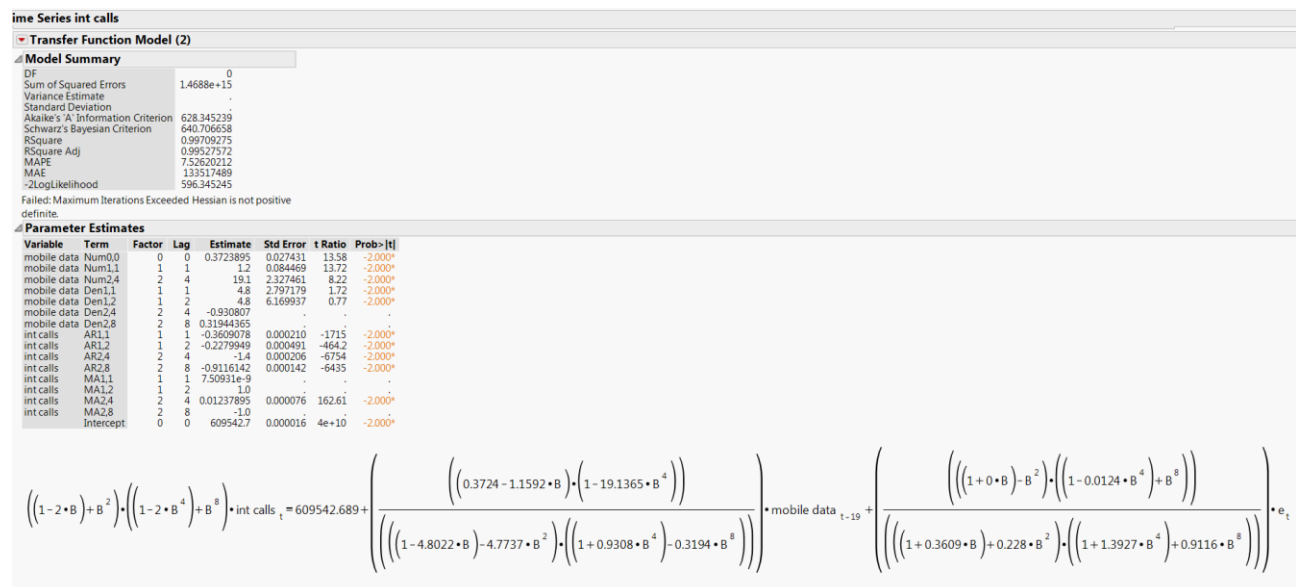 ime Series int calls
Transfer Function Model (2)
Model Summary
DF 0
Sum of Squared Errors 1.4688e+15
Variance Estimate .
Standard Deviation .
Akaike's 'A' Information Criterion 628.345239
Schwarz's Bayesian Criterion 640.706658
RSquare 0.99709275
RSquare Adj 0.99527572
MAPE 7.52620212
MAE 133517489
-2LogLikelihood 596.345245
Failed: Maximum Iterations Exceeded Hessian is not positive
definite.
Parameter Estimates
Variable Term Factor Lag Estimate Std Error t Ratio Prob>|t|
mobile data Num0,0 0 0 0.3723895 0.027431 13.58 -2.000*
mobile data Num1,1 1 1 1.2 0.084469 13.72 -2.000*
mobile data Num2,4 2 4 19.1 2.327461 8.22 -2.000*
mobile data Den1,1 1 1 4.8 2.797179 1.72 -2.000*
mobile data Den1,2 1 2 4.8 6.169937 0.77 -2.000*
mobile data Den2,4 2 4 -0.930807 . . .
mobile data Den2,8 2 8 0.31944365 . . .
int calls AR1,1 1 1 -0.3609078 0.000210 -1715 -2.000*
int calls AR1,2 1 2 -0.2279949 0.000491 -464.2 -2.000*
int calls AR2,4 2 4 -1.4 0.000206 -6754 -2.000*
int calls AR2,8 2 8 -0.9116142 0.000142 -6435 -2.000*
int calls MA1,1 1 1 7.50931e-9 . . .
int calls MA1,2 1 2 1.0 . . .
int calls MA2,4 2 4 0.01237895 0.000076 162.61 -2.000*
int calls MA2,8 2 8 -1.0 . . .
Intercept 0 0 609542.7 0.000016 4e+10 -2.000*
((1-2•B)+B²)•((1-2•B⁴)+B⁸)•int calls t = 609542.689+(((0.3724-1.1592•B)•(1-19.1365•B⁴))/(((1-4.8022•B)-4.7737•B²)•((1+0.9308•B⁴)-0.3194•B⁸)))•mobile data t-19 + ((((1+0•B)-B²)•((1-0.0124•B⁴)+B⁸))/(((1+0.3609•B)+0.228•B²)•((1+1.3927•B⁴)+0.9116•B⁸)))•e t